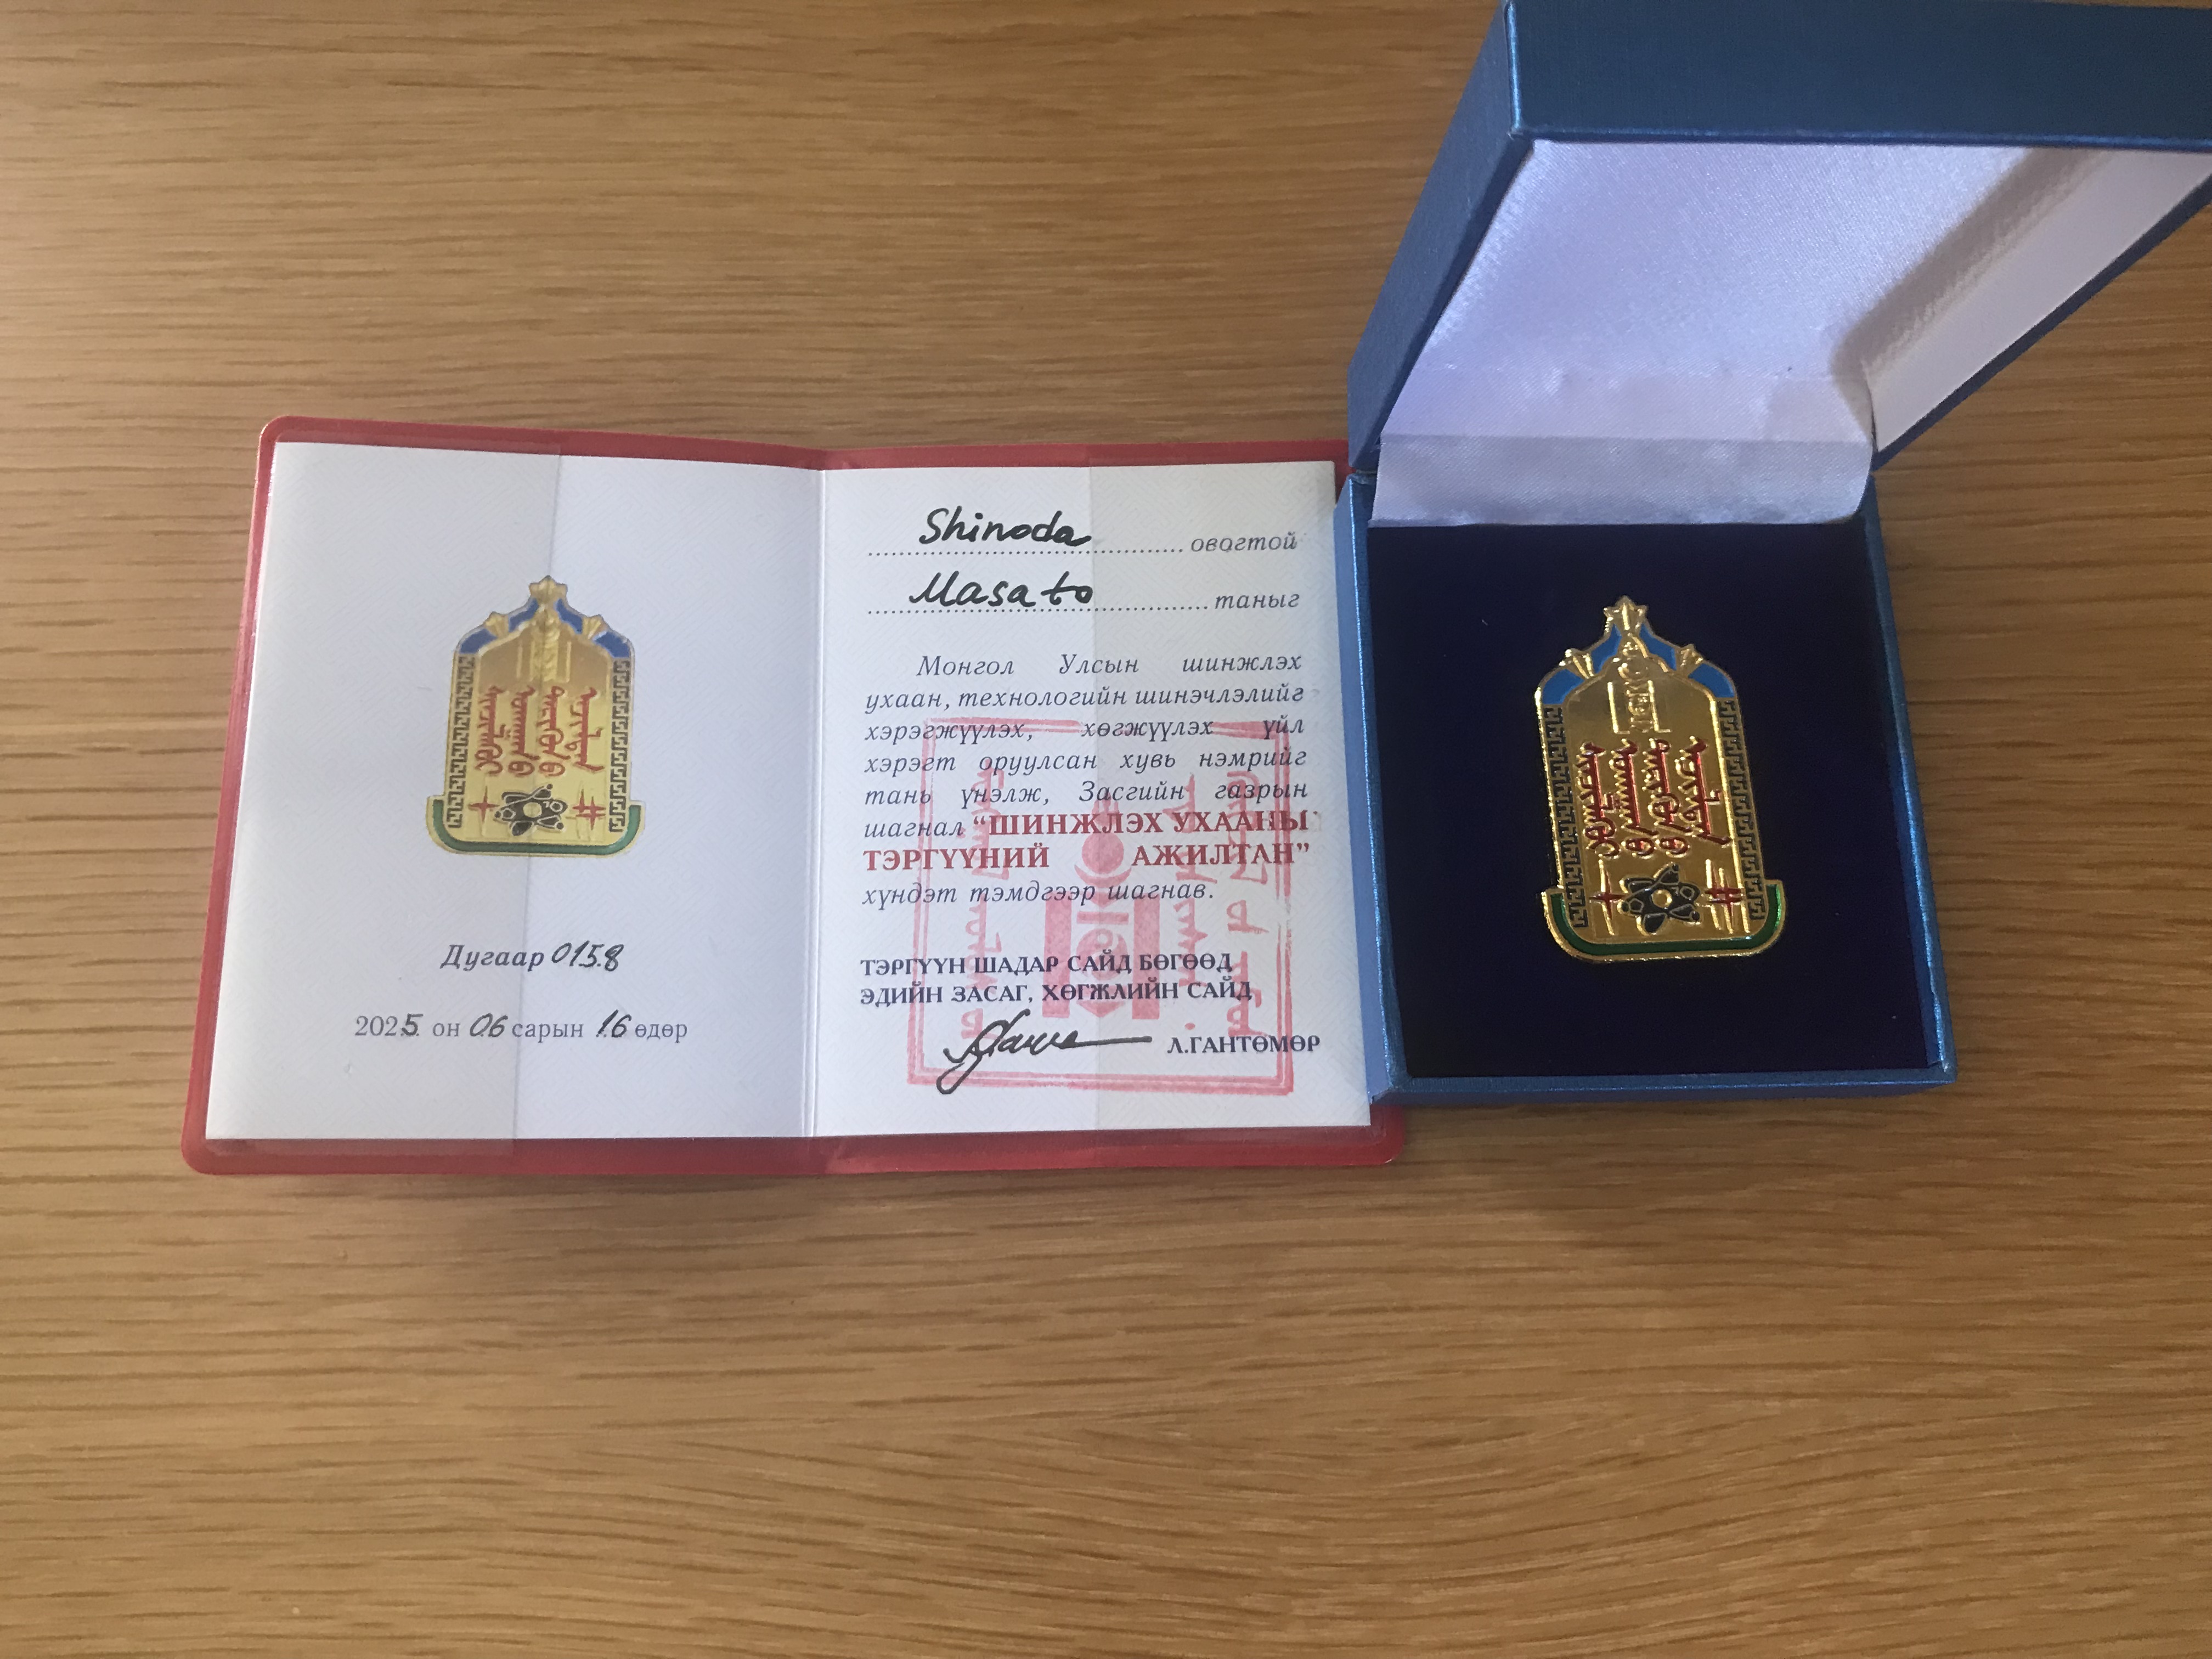 Дугаар 0158
2025 он 06 сарын 16 өдөр
Shinoda овогтой
Masato таныг
Монгол Улсын шинжлэх
ухаан, технологийн шинэчлэлийг
хэрэгжүүлэх, хөгжүүлэх үйл
хэрэгт оруулсан хувь нэмрийг
тань үнэлж, Засгийн газрын
шагнал “ШИНЖЛЭХ УХААНЫ
ТЭРГҮҮНИЙ АЖИЛТАН”
хүндэт тэмдгээр шагнав.
ТЭРГҮҮН ШАДАР САЙД БӨГӨӨД
ЭДИЙН ЗАСАГ, ХӨГЖЛИЙН САЙД
Л.ГАНТӨМӨР